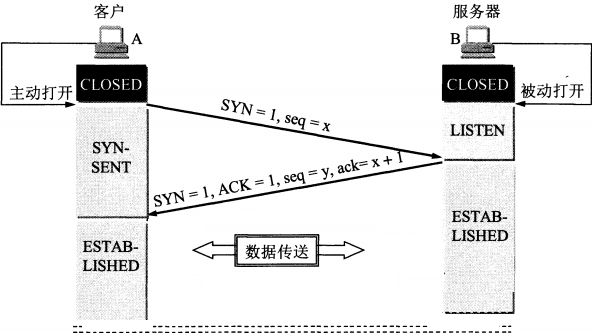 客户
服务器
A
B
主动打开
CLOSED
CLOSED
被动打开
SYN = 1, seq = x
LISTEN
SYN-
SENT
SYN = 1, ACK = 1, seq = y, ack= x + 1
ESTAB-
LISHED
ESTAB-
LISHED
数据传送